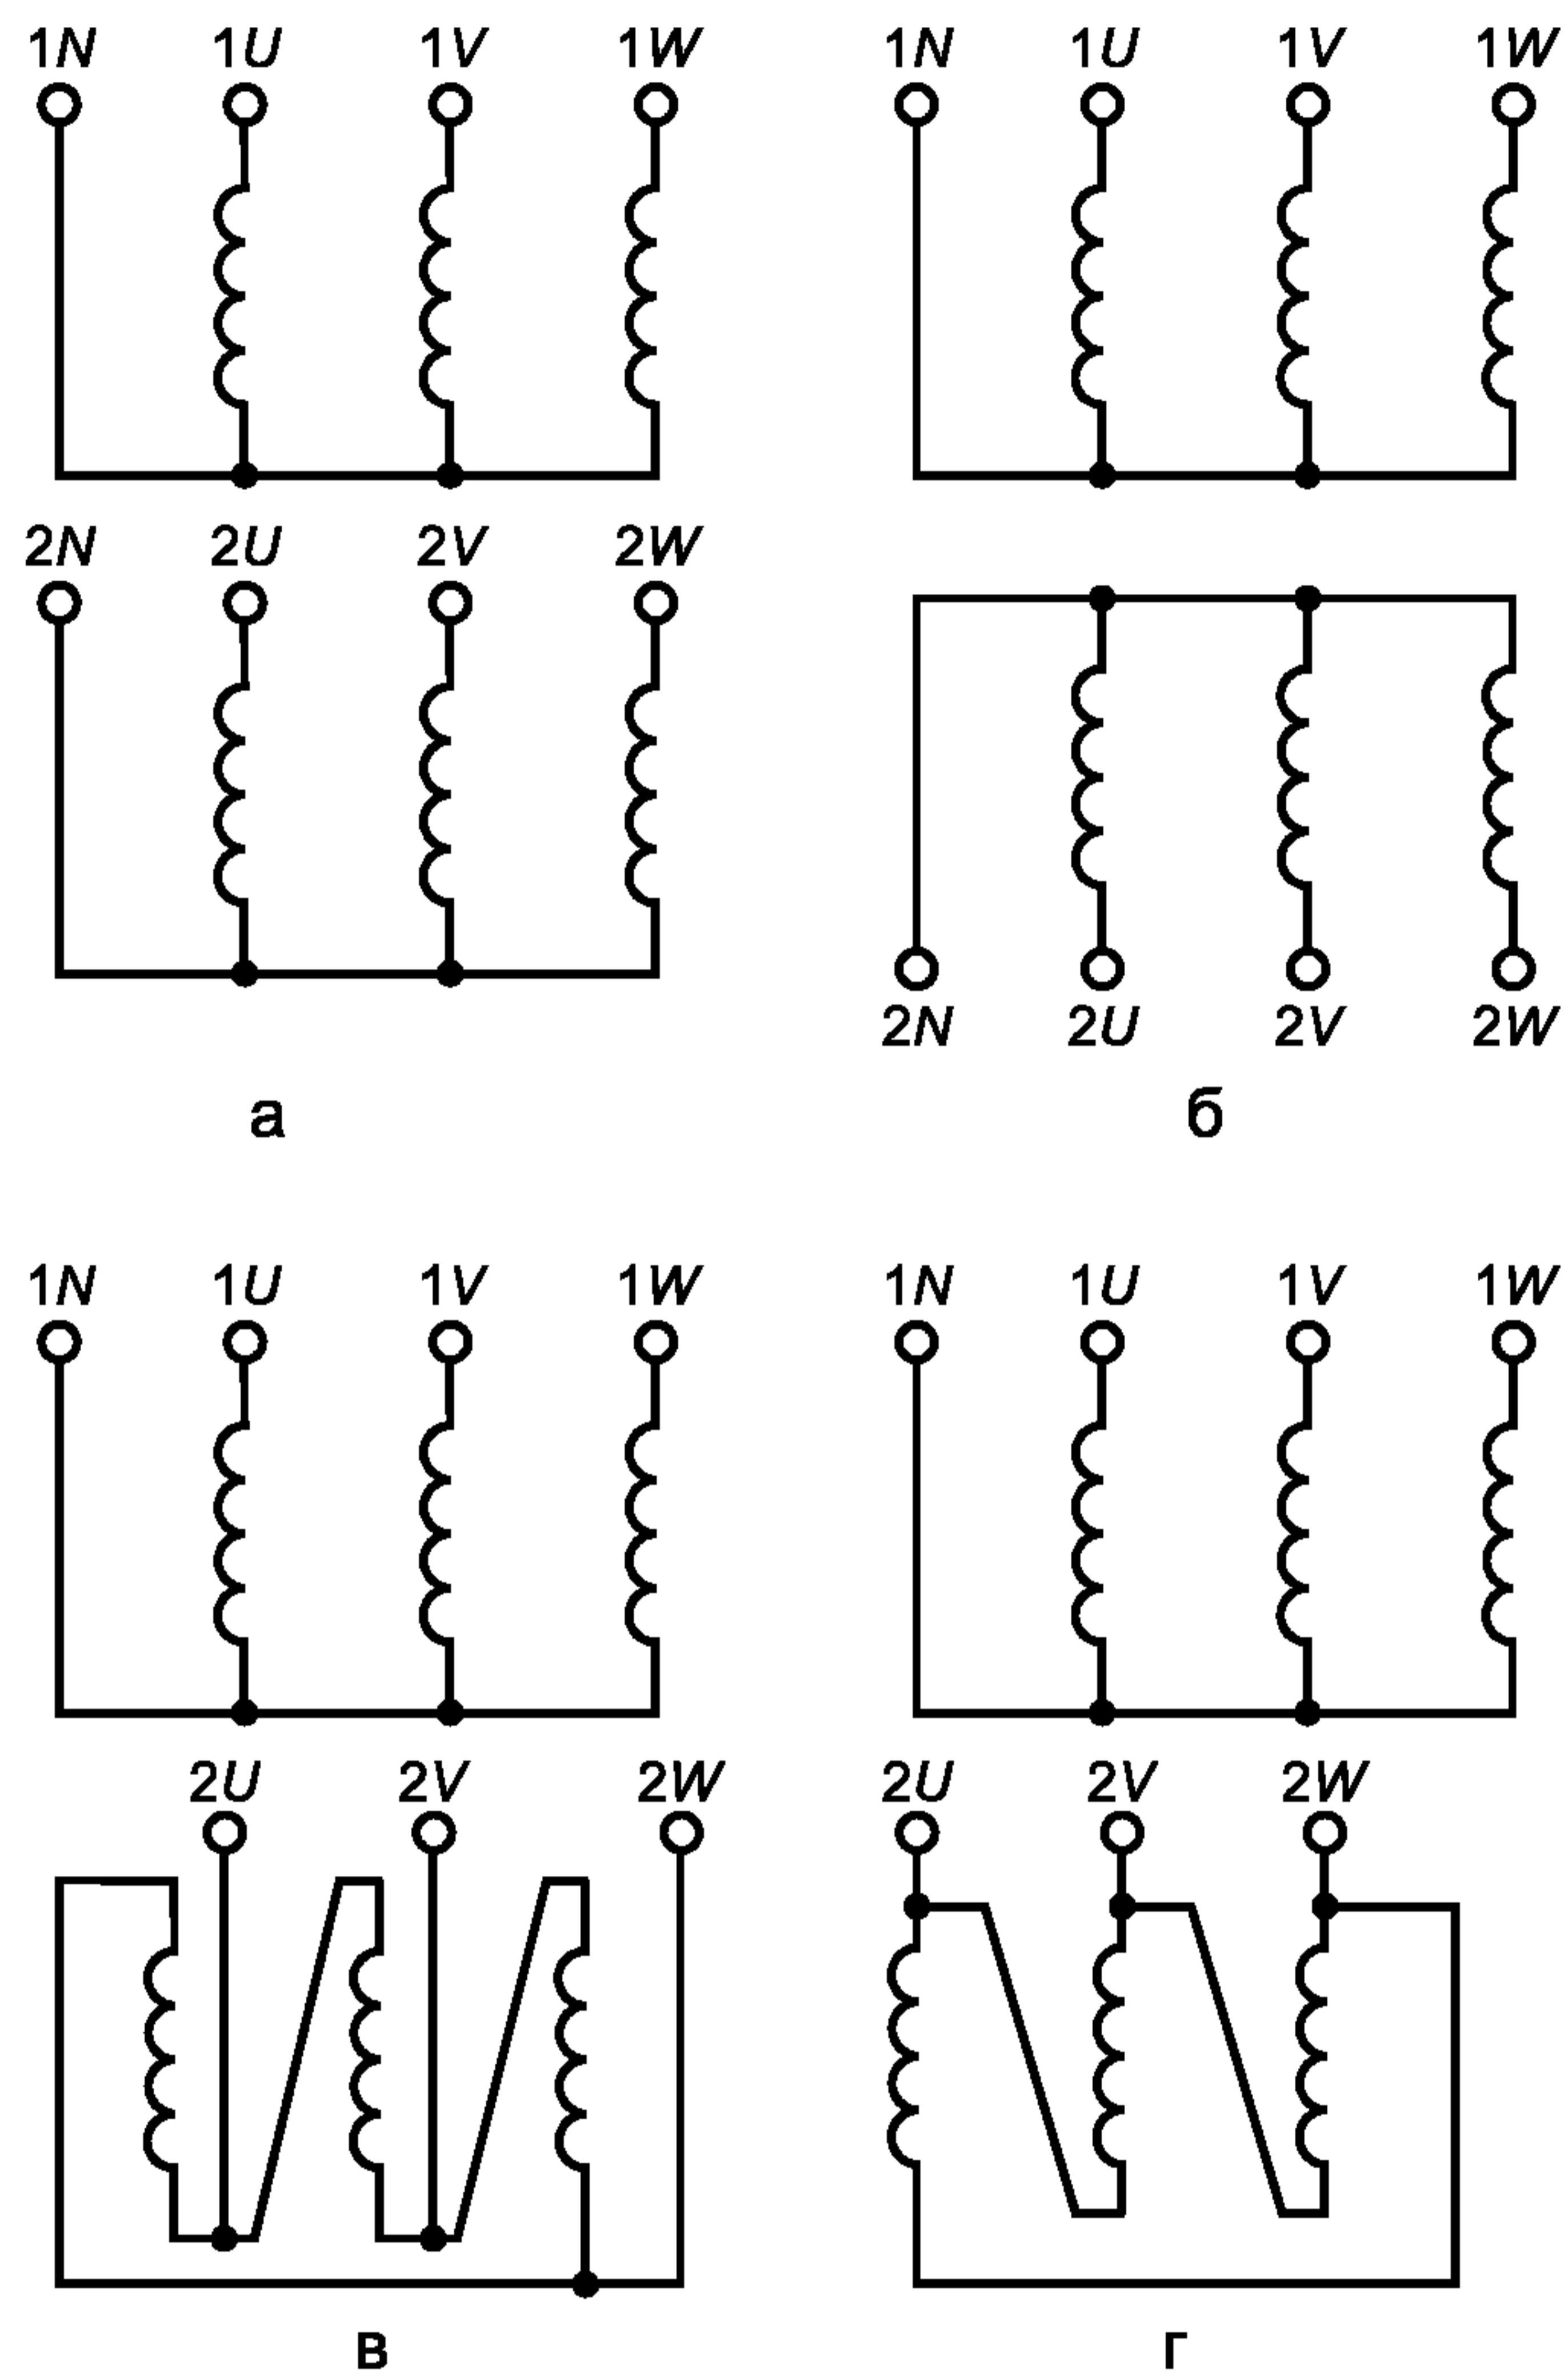 1N 1U 1V 1W 1N 1U 1V 1W
2N 2U 2V 2W
2N 2U 2V 2W
а б
1N 1U 1V 1W 1N 1U 1V 1W
2U 2V 2W 2U 2V 2W
в г